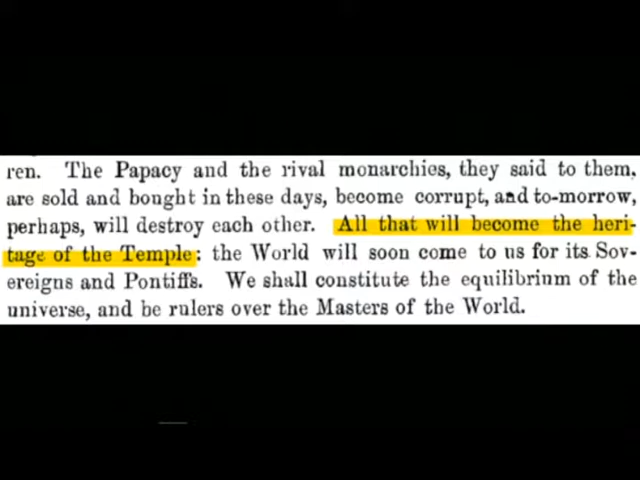 ren. The Papacy and the rival monarchies, they said to them,
are sold and bought in these days, become corrupt, and to-morrow,
perhaps, will destroy each other. All that will become the heri-
tage of the Temple: the World will soon come to us for its Sov-
ereigns and Pontiffs. We shall constitute the equilibrium of the
universe, and be rulers over the Masters of the World.